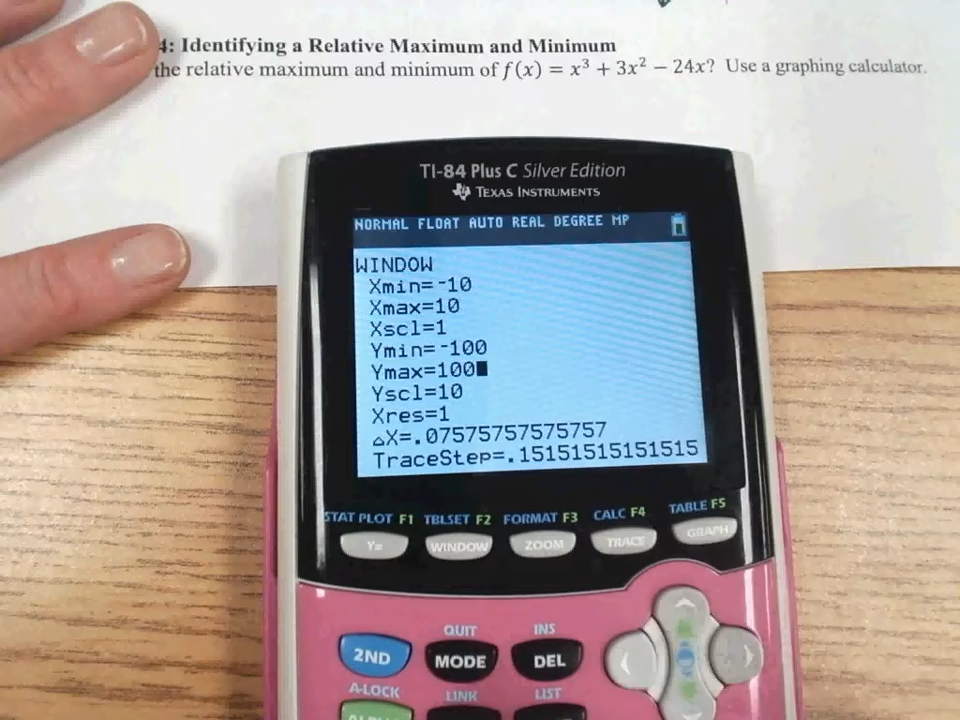 4: Identifying a Relative Maximum and Minimum
the relative maximum and minimum of f(x) = x³ + 3x² − 24x? Use a graphing calculator.
TI-84 Plus C Silver Edition
TEXAS INSTRUMENTS
NORMAL FLOAT AUTO REAL DEGREE MP
WINDOW
Xmin=-10
Xmax=10
Xscl=1
Ymin=-100
Ymax=100
Yscl=10
Xres=1
△X=.07575757575757
TraceStep=.15151515151515
STAT PLOT F1 TBLSET F2 FORMAT F3 CALC F4 TABLE F5
Y= WINDOW ZOOM TRACE GRAPH
QUIT INS
2ND MODE DEL
A-LOCK LINK LIST
ALPHA